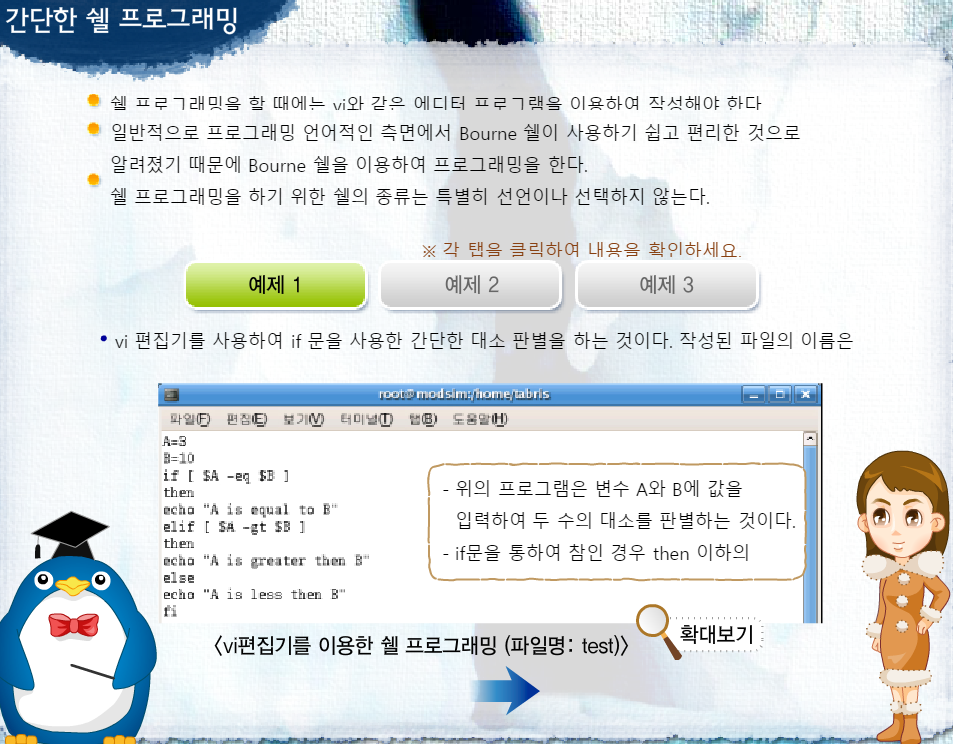 간단한 쉘 프로그래밍
쉘 프로그래밍을 할 때에는 vi와 같은 에디터 프로그램을 이용하여 작성해야 한다
일반적으로 프로그래밍 언어적인 측면에서 Bourne 쉘이 사용하기 쉽고 편리한 것으로
알려졌기 때문에 Bourne 쉘을 이용하여 프로그래밍을 한다.
쉘 프로그래밍을 하기 위한 쉘의 종류는 특별히 선언이나 선택하지 않는다.
※ 각 탭을 클릭하여 내용을 확인하세요.
예제 1 예제 2 예제 3
• vi 편집기를 사용하여 if 문을 사용한 간단한 대소 판별을 하는 것이다. 작성된 파일의 이름은
root@modsim:/home/tabris
파일(F) 편집(E) 보기(V) 터미널(T) 탭(B) 도움말(H)
A=3
B=10
if [ $A -eq $B ]
then
echo "A is equal to B"
elif [ $A -gt $B ]
then
echo "A is greater then B"
else
echo "A is less then B"
fi
- 위의 프로그램은 변수 A와 B에 값을
입력하여 두 수의 대소를 판별하는 것이다.
- if문을 통하여 참인 경우 then 이하의
〈vi편집기를 이용한 쉘 프로그래밍 (파일명: test)〉
확대보기